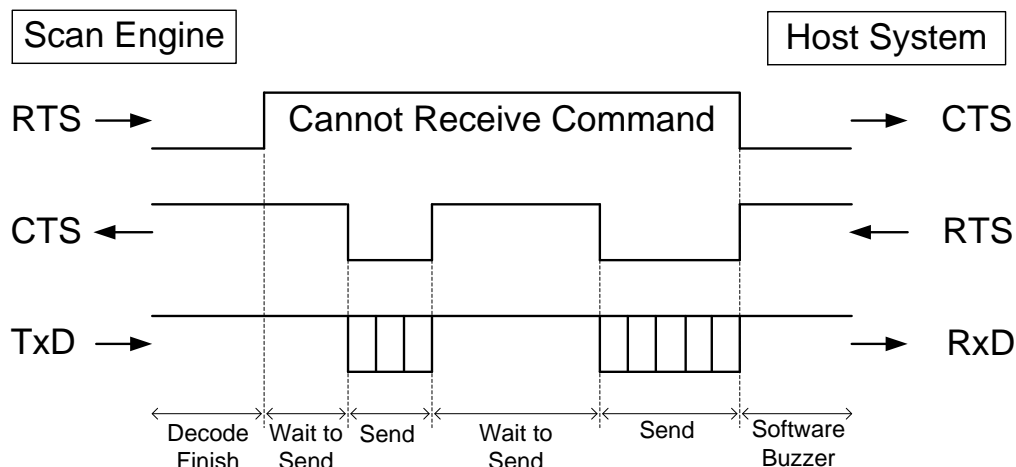 Scan Engine
Host System
RTS
Cannot Receive Command
CTS
CTS
RTS
TxD
RxD
Decode
Finish
Wait to
Send
Send
Wait to
Send
Send
Software
Buzzer